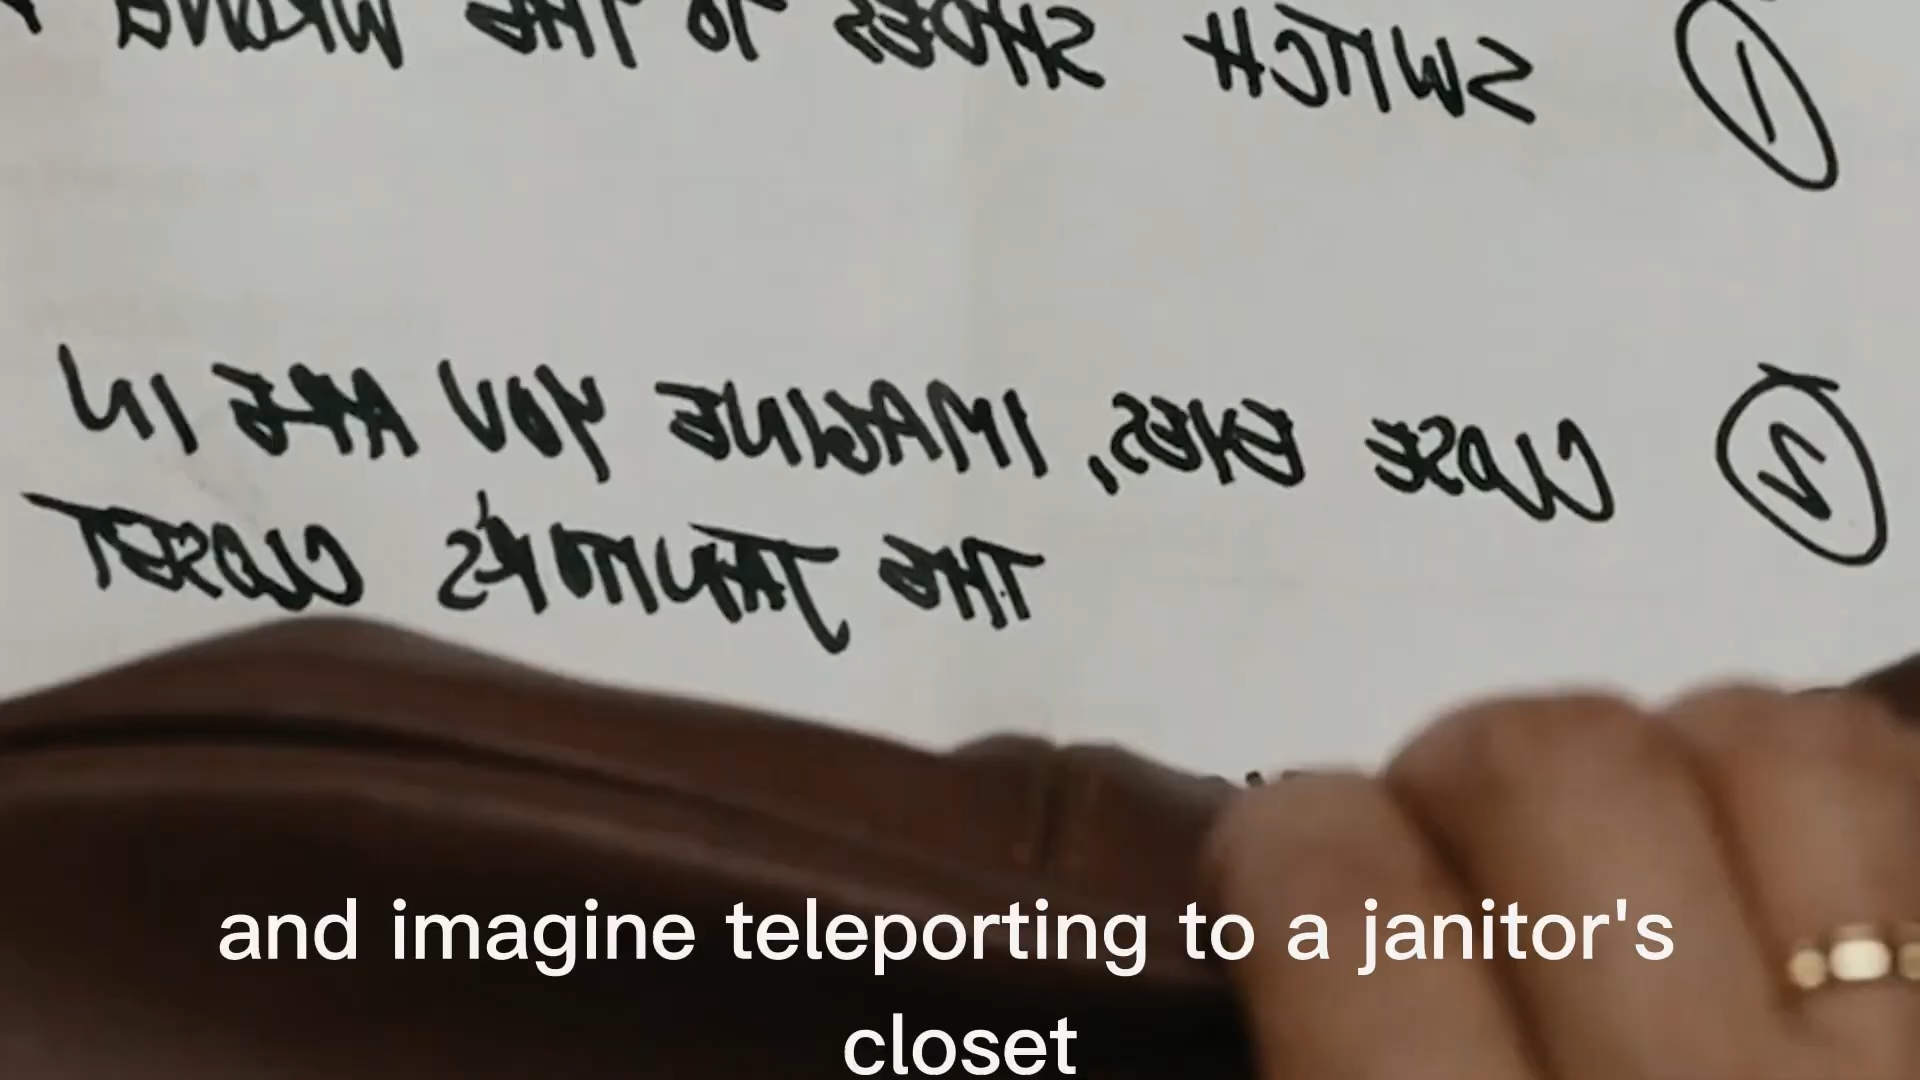 ① SWITCH SHOES TO THE WRONG
② CLOSE EYES, IMAGINE YOU ARE IN
THE JANITOR'S CLOSET
and imagine teleporting to a janitor's
closet